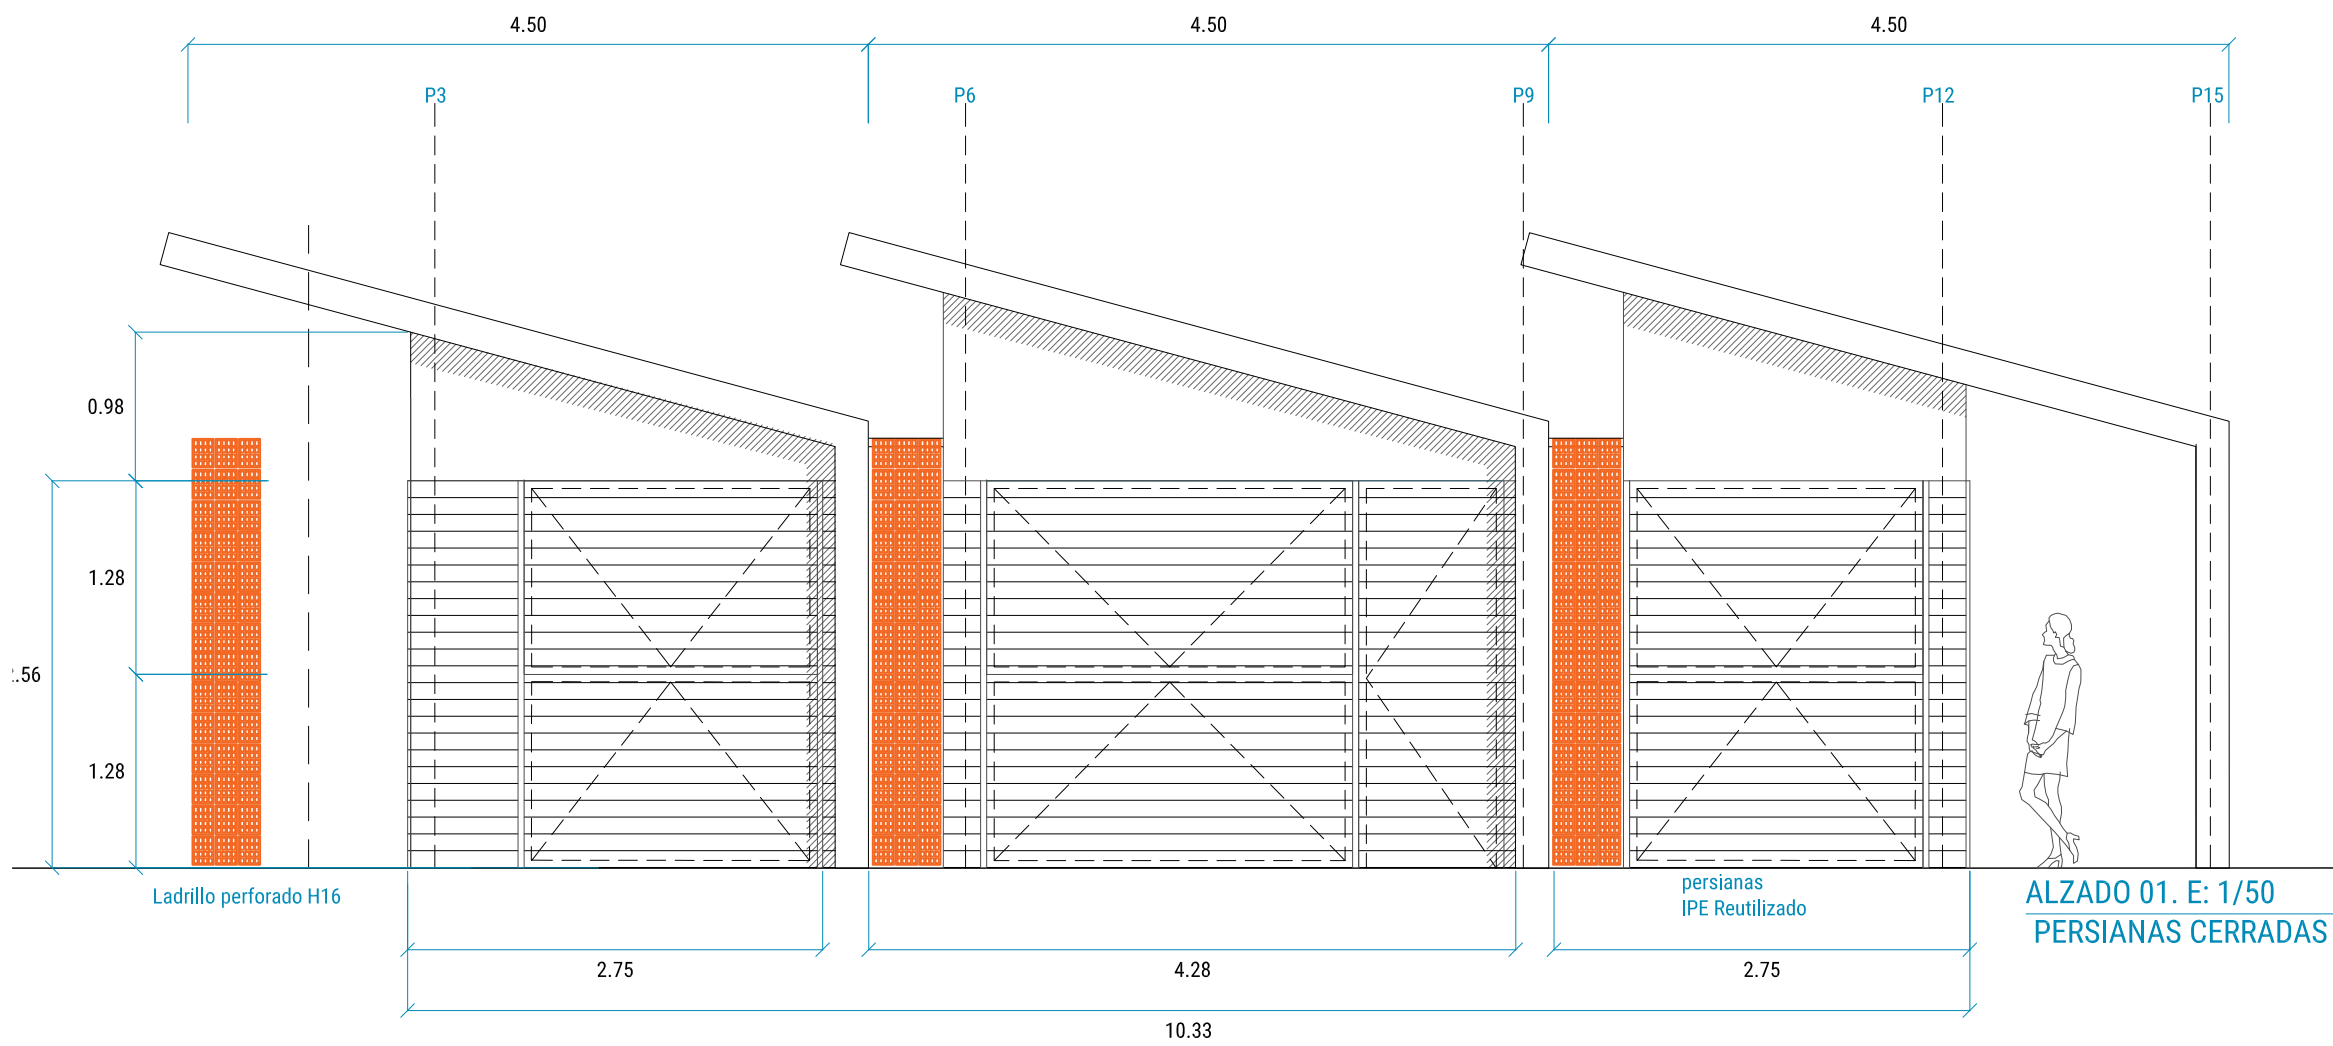 4.50
4.50
4.50
P3
P6
P9
P12
P15
0.98
1.28
.56
1.28
Ladrillo perforado H16
persianas
IPE Reutilizado
ALZADO 01. E: 1/50
PERSIANAS CERRADAS
2.75
4.28
2.75
10.33